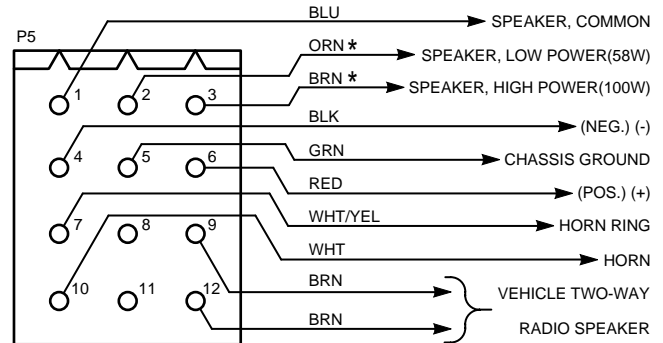 P5
BLU SPEAKER, COMMON
ORN * SPEAKER, LOW POWER(58W)
BRN * SPEAKER, HIGH POWER(100W)
1 2 3
BLK (NEG.) (-)
4 5 6
GRN CHASSIS GROUND
RED (POS.) (+)
7 8 9
WHT/YEL HORN RING
WHT HORN
10 11 12
BRN VEHICLE TWO-WAY
BRN RADIO SPEAKER